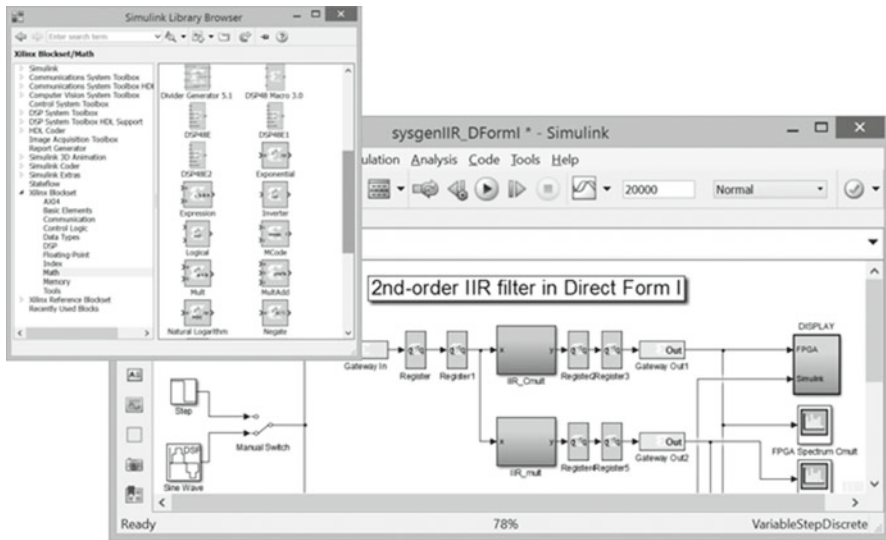 Simulink Library Browser
Enter search term
Xilinx Blockset/Math
Simulink
Communications System Toolbox
Communications System Toolbox HDL
Computer Vision System Toolbox
Control System Toolbox
DSP System Toolbox
DSP System Toolbox HDL Support
HDL Coder
Image Acquisition Toolbox
Report Generator
Simulink 3D Animation
Simulink Coder
Simulink Extras
Stateflow
Xilinx Blockset
AXI4
Basic Elements
Communication
Control Logic
Data Types
DSP
Floating-Point
Index
Math
Memory
Tools
Xilinx Reference Blockset
Recently Used Blocks
Divider Generator 5.1 DSP48 Macro 3.0
DSP48E DSP48E1
DSP48E2 Exponential
Expression Inverter
Logical MCode
Mult MultAdd
Natural Logarithm Negate
sysgenIIR_DFormI * - Simulink
ulation Analysis Code Tools Help
20000 Normal
2nd-order IIR filter in Direct Form I
Gateway In
Register
Register1
x y
IIR_Cmult
Register2
Register3
Out
Gateway Out1
DISPLAY
FPGA
Simulink
Step
Manual Switch
DSP
Sine Wave
x y
IIR_mult
Register4
Register5
Out
Gateway Out2
FPGA Spectrum Cmult
Ready 78% VariableStepDiscrete